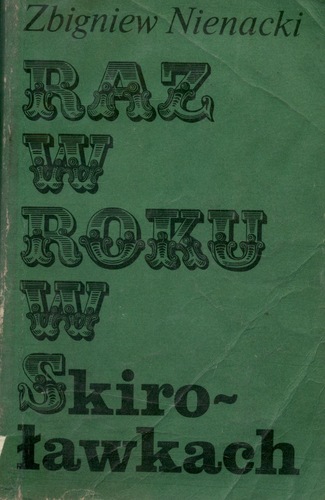 Zbigniew Nienacki
RAZ
W
ROKU
W
Skiro~
ławkach